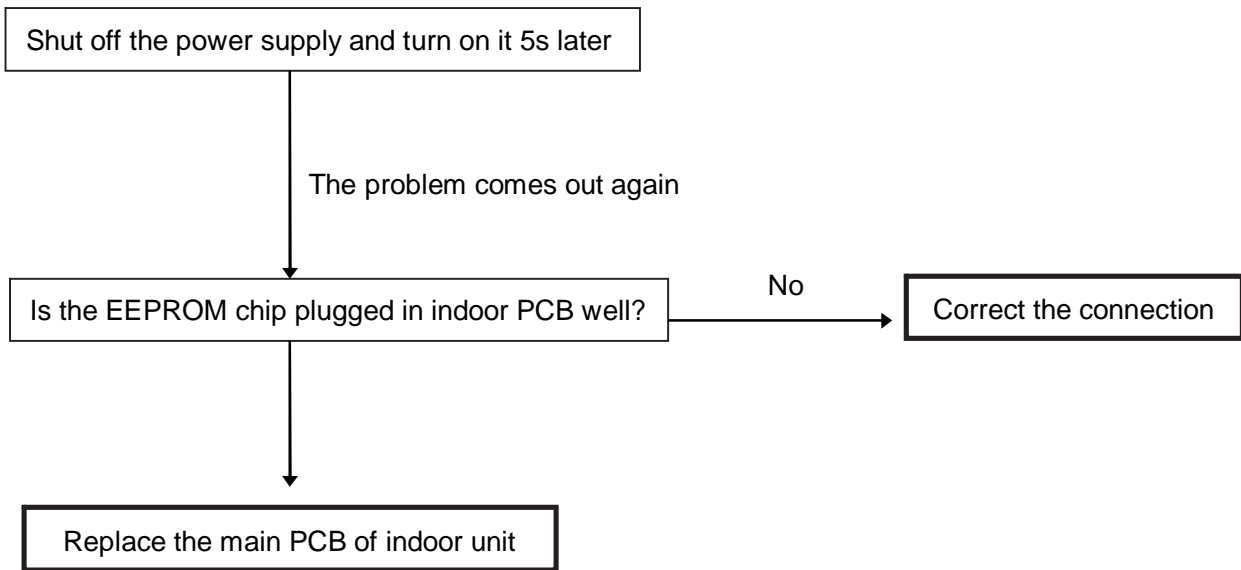 Shut off the power supply and turn on it 5s later
The problem comes out again
Is the EEPROM chip plugged in indoor PCB well?
No
Correct the connection
Replace the main PCB of indoor unit